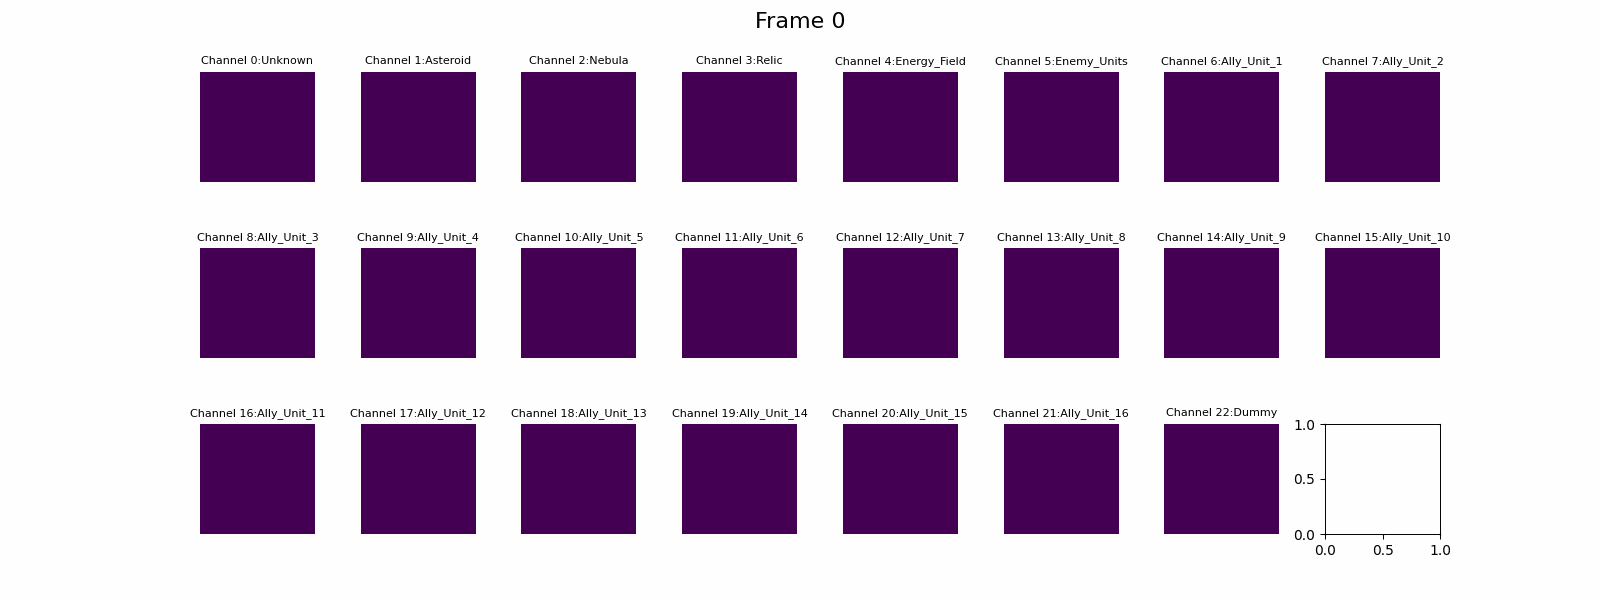 Frame 0
Channel 0:Unknown Channel 1:Asteroid Channel 2:Nebula Channel 3:Relic Channel 4:Energy_Field Channel 5:Enemy_Units Channel 6:Ally_Unit_1 Channel 7:Ally_Unit_2
Channel 8:Ally_Unit_3 Channel 9:Ally_Unit_4 Channel 10:Ally_Unit_5 Channel 11:Ally_Unit_6 Channel 12:Ally_Unit_7 Channel 13:Ally_Unit_8 Channel 14:Ally_Unit_9 Channel 15:Ally_Unit_10
Channel 16:Ally_Unit_11 Channel 17:Ally_Unit_12 Channel 18:Ally_Unit_13 Channel 19:Ally_Unit_14 Channel 20:Ally_Unit_15 Channel 21:Ally_Unit_16 Channel 22:Dummy
1.0
0.5
0.0
0.0 0.5 1.0